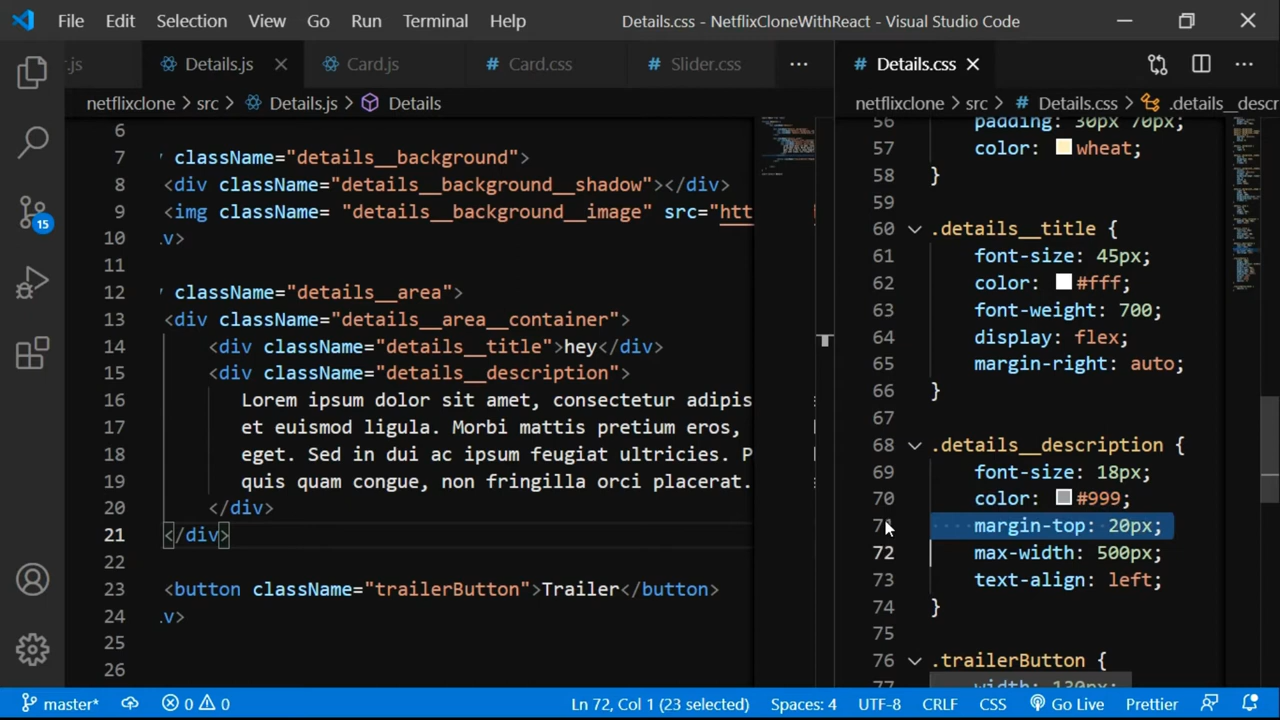 File Edit Selection View Go Run Terminal Help Details.css - NetflixCloneWithReact - Visual Studio Code
.js Details.js Card.js # Card.css # Slider.css ···
netflixclone > src > Details.js > Details
6
7 className="details__background">
8 <div className="details__background__shadow"></div>
9 <img className= "details__background__image" src="htt
10 v>
11
12 className="details__area">
13 <div className="details__area__container">
14 <div className="details__title">hey</div>
15 <div className="details__description">
16 Lorem ipsum dolor sit amet, consectetur adipis
17 et euismod ligula. Morbi mattis pretium eros,
18 eget. Sed in dui ac ipsum feugiat ultricies. P
19 quis quam congue, non fringilla orci placerat.
20 </div>
21 </div>
22
23 <button className="trailerButton">Trailer</button>
24 v>
25
26
# Details.css ···
netflixclone > src > # Details.css > .details__descr
56 padding: 30px 70px;
57 color: wheat;
58 }
59
60 .details__title {
61 font-size: 45px;
62 color: #fff;
63 font-weight: 700;
64 display: flex;
65 margin-right: auto;
66 }
67
68 .details__description {
69 font-size: 18px;
70 color: #999;
71 margin-top: 20px;
72 max-width: 500px;
73 text-align: left;
74 }
75
76 .trailerButton {
77 width: 130px;
15
master* 0 0 Ln 72, Col 1 (23 selected) Spaces: 4 UTF-8 CRLF CSS Go Live Prettier